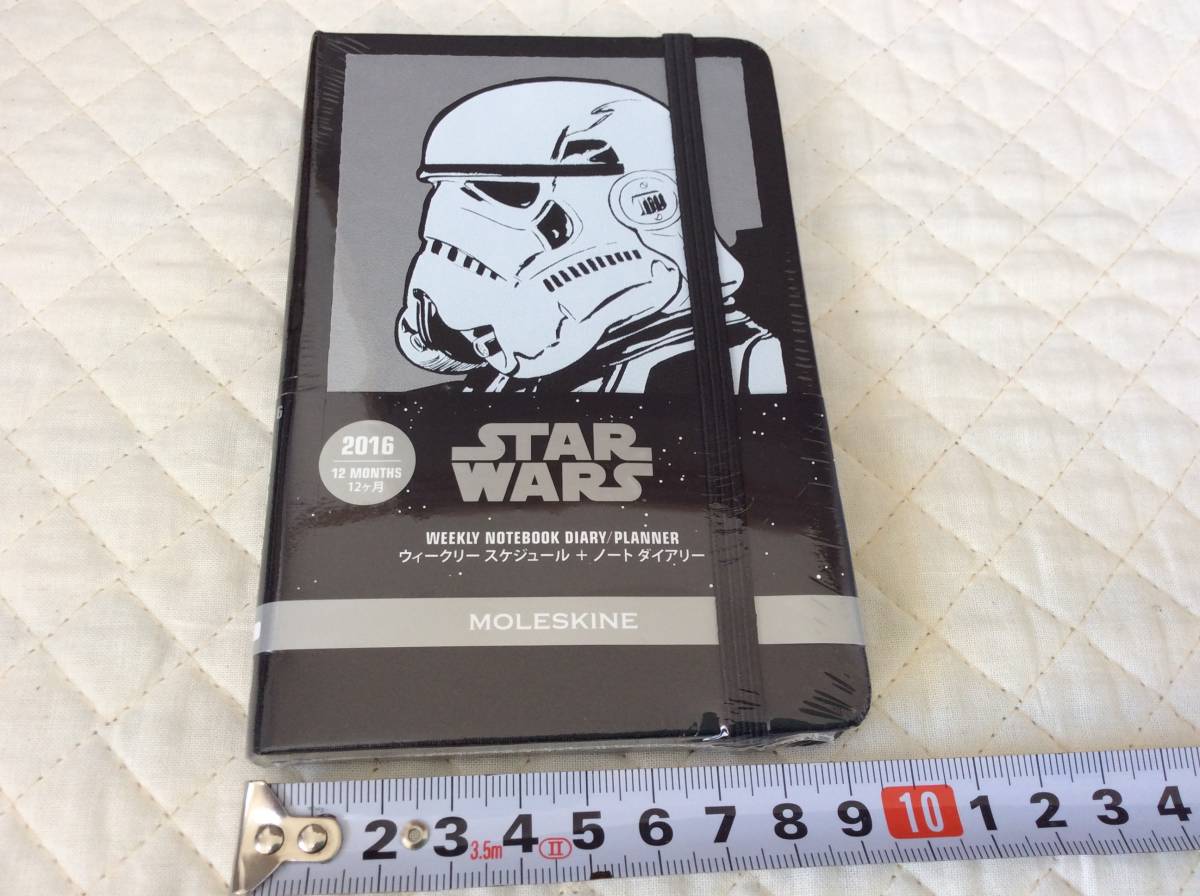 2016
12 MONTHS
12ヶ月
STAR
WARS
WEEKLY NOTEBOOK DIARY/PLANNER
ウィークリー スケジュール + ノート ダイアリー
MOLESKINE
2 3 3.5m 4 II 5 6 7 8 9 10 1 2 3 4